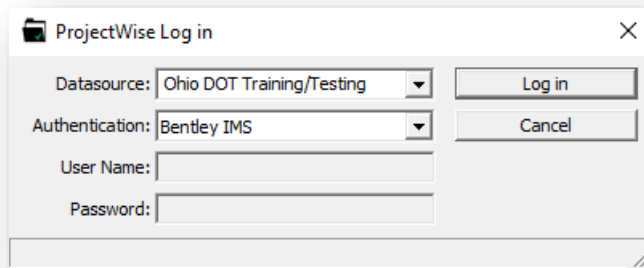 ProjectWise Log in
Datasource: Ohio DOT Training/Testing Log in
Authentication: Bentley IMS Cancel
User Name:
Password: